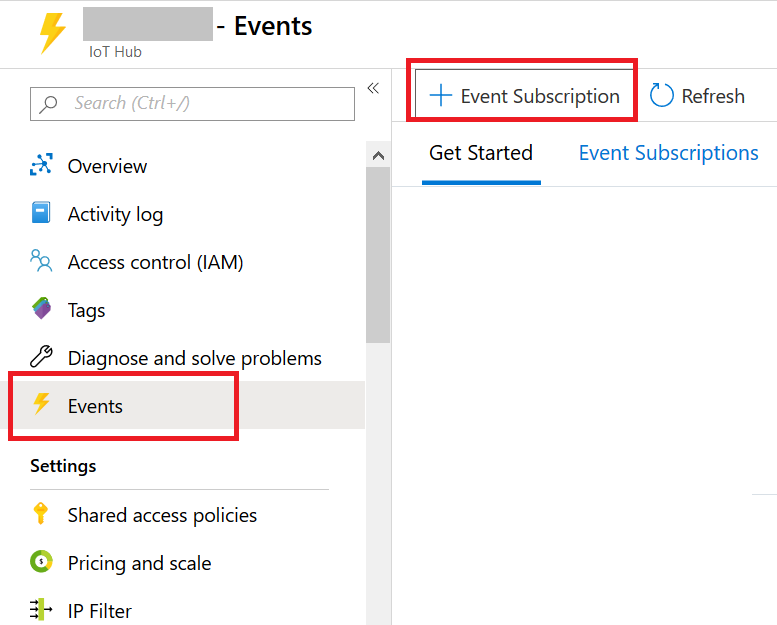 - Events
IoT Hub
Search (Ctrl+/)
«
Overview
Activity log
Access control (IAM)
Tags
Diagnose and solve problems
Events
Settings
Shared access policies
Pricing and scale
IP Filter
+ Event Subscription Refresh
Get Started Event Subscriptions